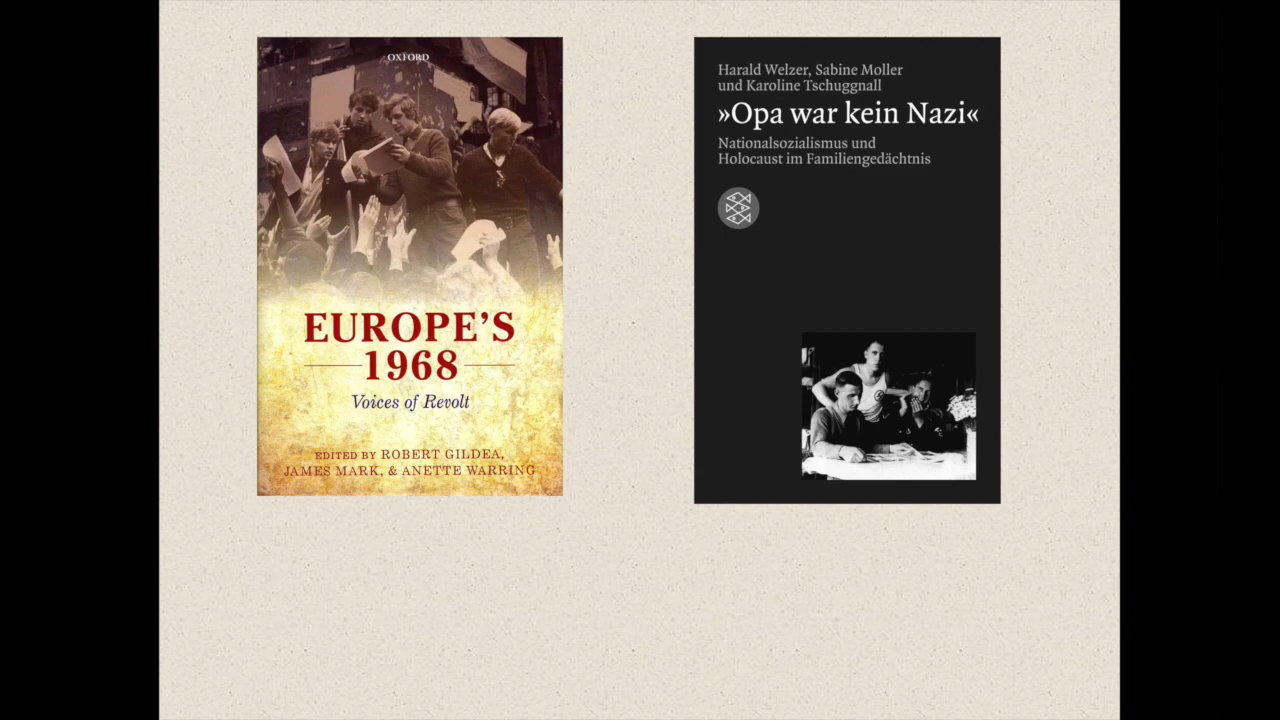 OXFORD
EUROPE'S
1968
Voices of Revolt
EDITED BY ROBERT GILDEA,
JAMES MARK, & ANETTE WARRING
Harald Welzer, Sabine Moller
und Karoline Tschuggnall
»Opa war kein Nazi«
Nationalsozialismus und
Holocaust im Familiengedächtnis